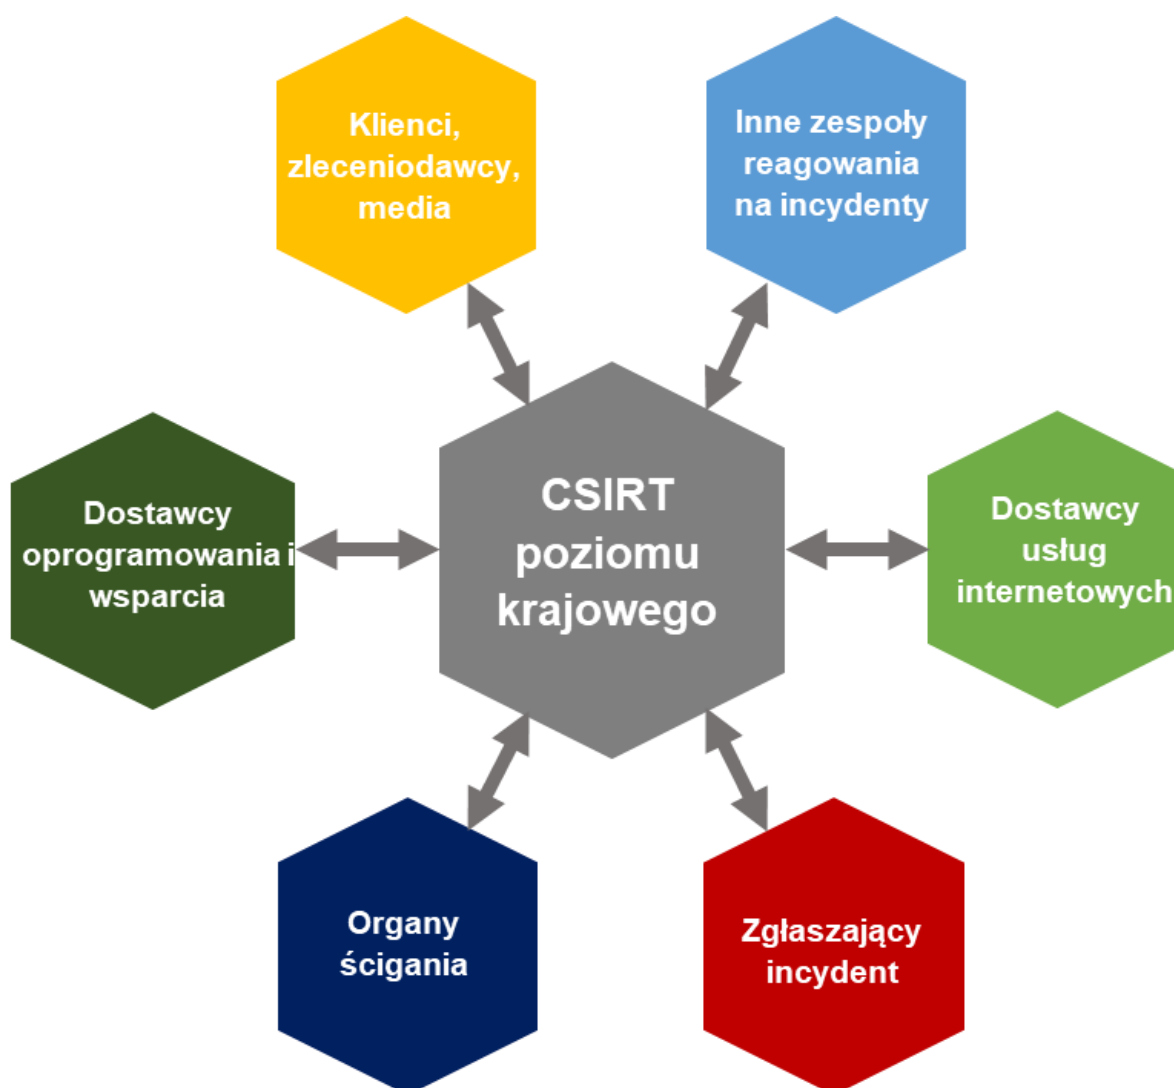 Klienci,
zleceniodawcy,
media
Inne zespoły
reagowania
na incydenty
Dostawcy
oprogramowania i
wsparcia
CSIRT
poziomu
krajowego
Dostawcy
usług
internetowych
Organy
ścigania
Zgłaszający
incydent